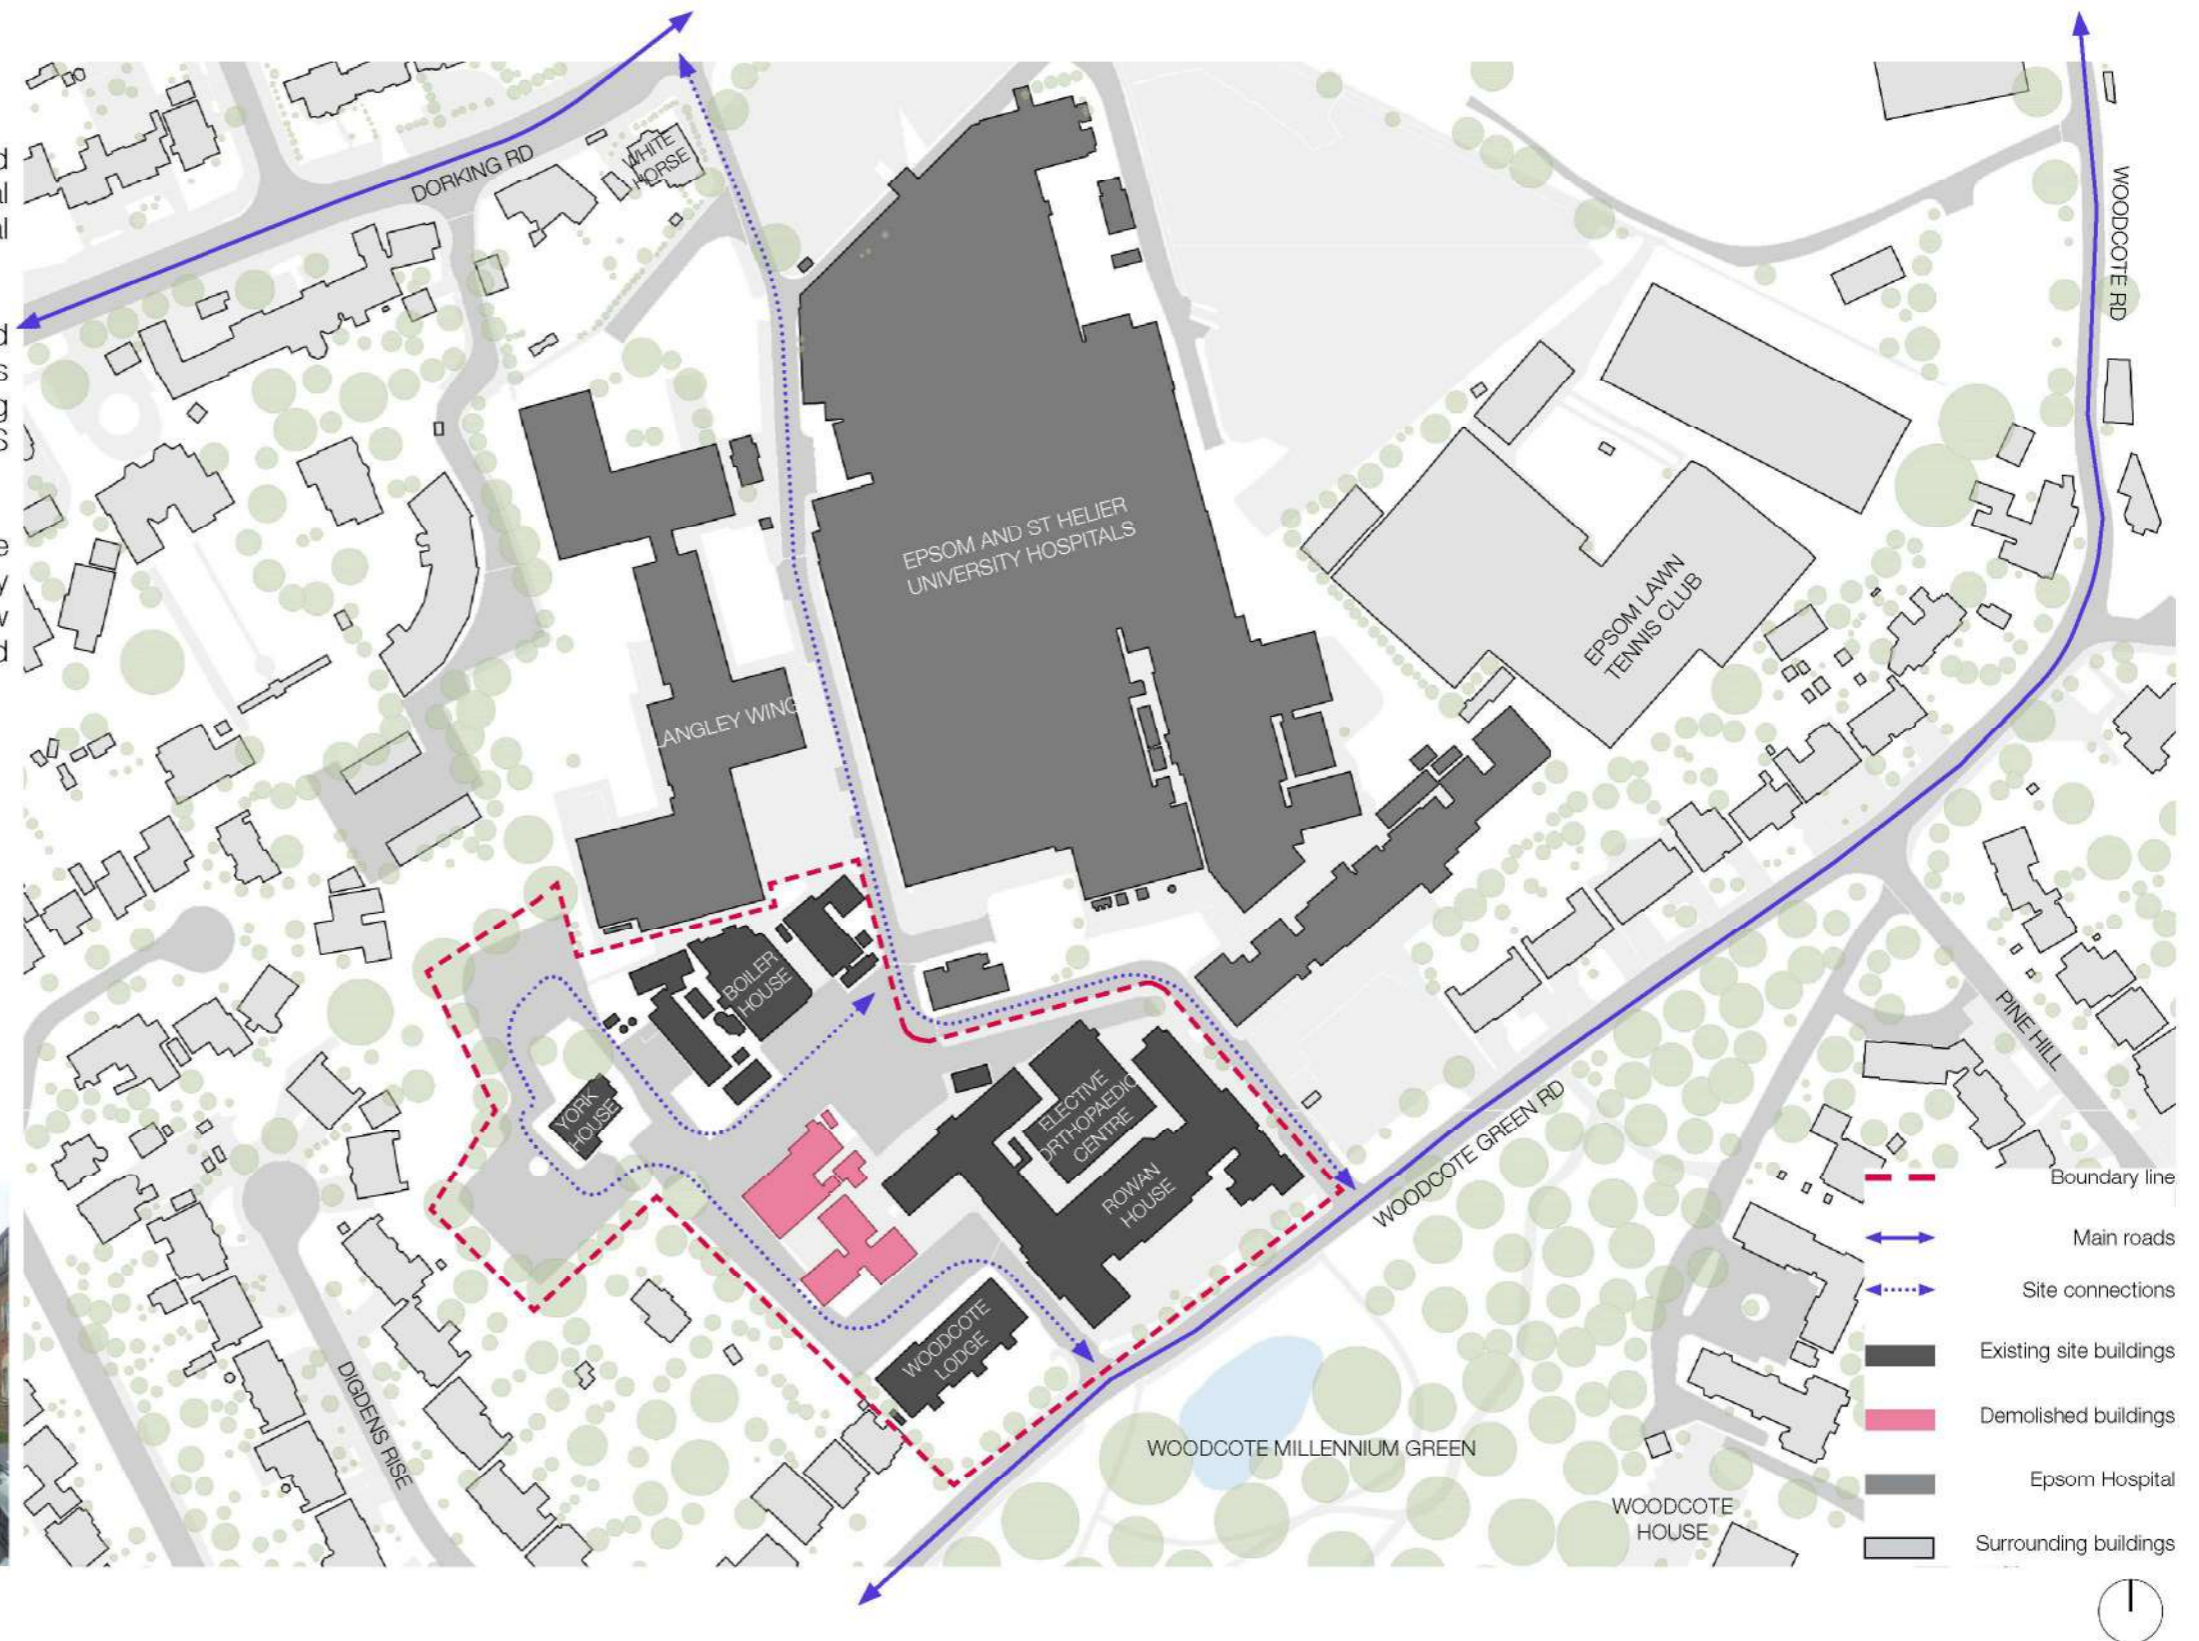 DORKING RD
WHITE
HORSE
WOODCOTE RD
EPSOM AND ST HELIER
UNIVERSITY HOSPITALS
EPSOM LAWN
TENNIS CLUB
LANGLEY WING
BOILER
HOUSE
YORK
HOUSE
ELECTIVE
ORTHOPAEDIC
CENTRE
ROWAN
HOUSE
WOODCOTE
LODGE
WOODCOTE GREEN RD
PINE HILL
DIGDENS RISE
WOODCOTE MILLENNIUM GREEN
WOODCOTE
HOUSE
Boundary line
Main roads
Site connections
Existing site buildings
Demolished buildings
Epsom Hospital
Surrounding buildings